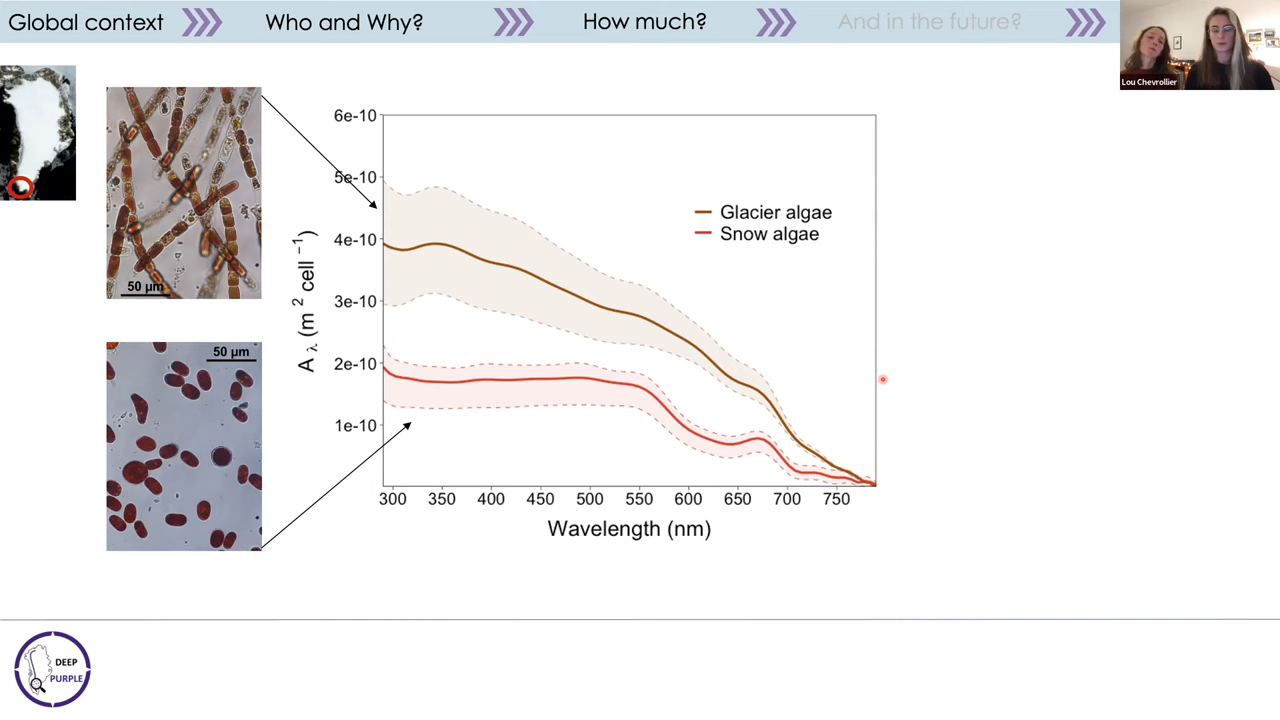 Global context
Who and Why?
How much?
And in the future?
Lou Chevrollier
50 µm
50 µm
6e-10
5e-10
4e-10
3e-10
2e-10
1e-10
A λ (m 2 cell −1)
Glacier algae
Snow algae
300 350 400 450 500 550 600 650 700 750
Wavelength (nm)
DEEP
PURPLE